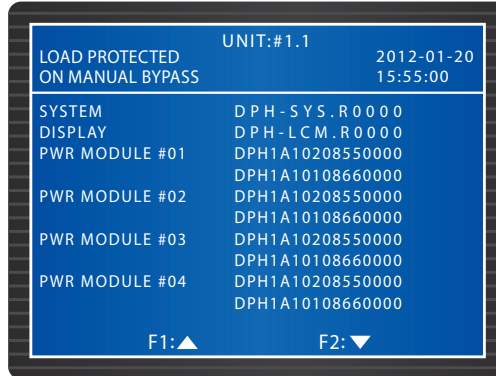 UNIT:#1.1
LOAD PROTECTED 2012-01-20
ON MANUAL BYPASS 15:55:00
SYSTEM DPH-SYS.R0000
DISPLAY DPH-LCM.R0000
PWR MODULE #01 DPH1A10208550000
DPH1A10108660000
PWR MODULE #02 DPH1A10208550000
DPH1A10108660000
PWR MODULE #03 DPH1A10208550000
DPH1A10108660000
PWR MODULE #04 DPH1A10208550000
DPH1A10108660000
F1:▲ F2:▼